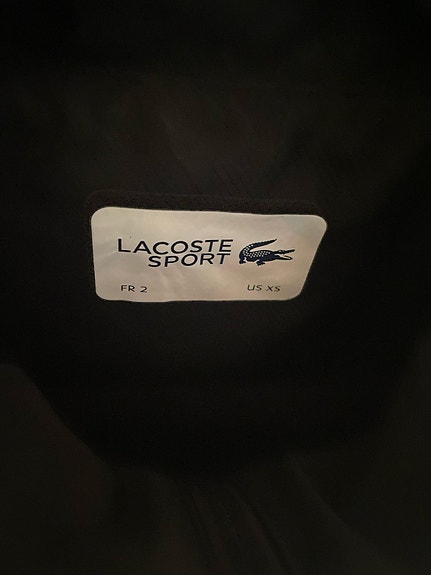 LACOSTE
SPORT
FR 2 US XS